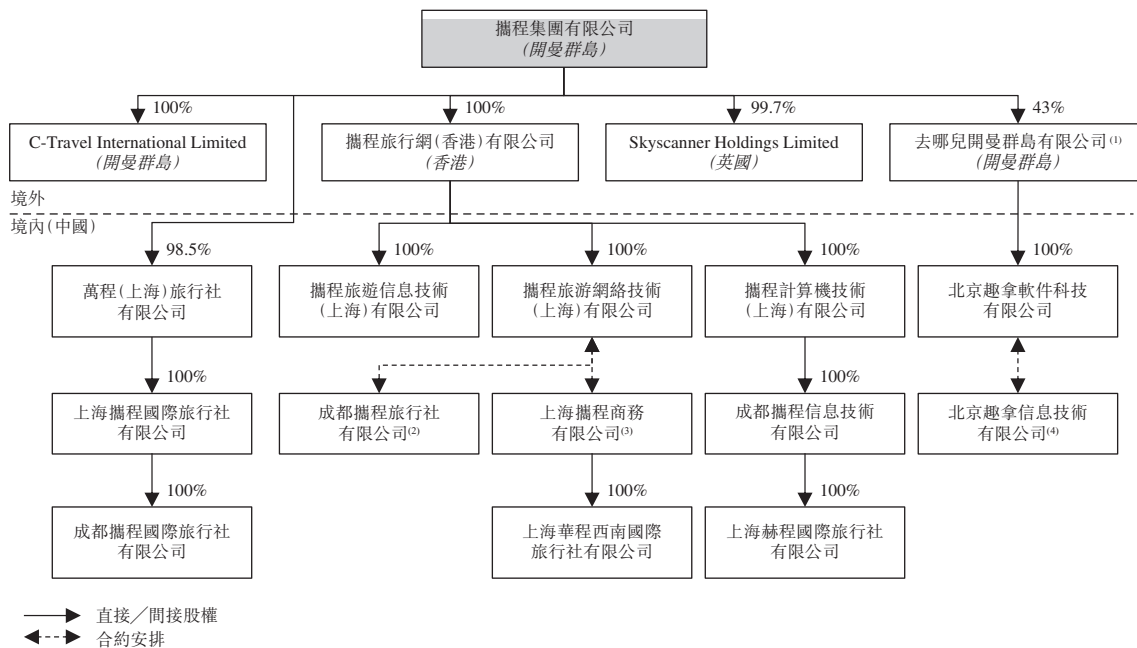 攜程集團有限公司
(開曼群島)
100%
100%
99.7%
43%
C-Travel International Limited
(開曼群島)
攜程旅行網(香港)有限公司
(香港)
Skyscanner Holdings Limited
(英國)
去哪兒開曼群島有限公司(1)
(開曼群島)
境外
境內(中國)
98.5%
100%
100%
100%
100%
萬程(上海)旅行社
有限公司
攜程旅遊信息技術
(上海)有限公司
攜程旅游網絡技術
(上海)有限公司
攜程計算機技術
(上海)有限公司
北京趣拿軟件科技
有限公司
100%
100%
上海攜程國際旅行社
有限公司
成都攜程旅行社
有限公司(2)
上海攜程商務
有限公司(3)
成都攜程信息技術
有限公司
北京趣拿信息技術
有限公司(4)
100%
100%
100%
成都攜程國際旅行社
有限公司
上海華程西南國際
旅行社有限公司
上海赫程國際旅行社
有限公司
直接／間接股權
合約安排